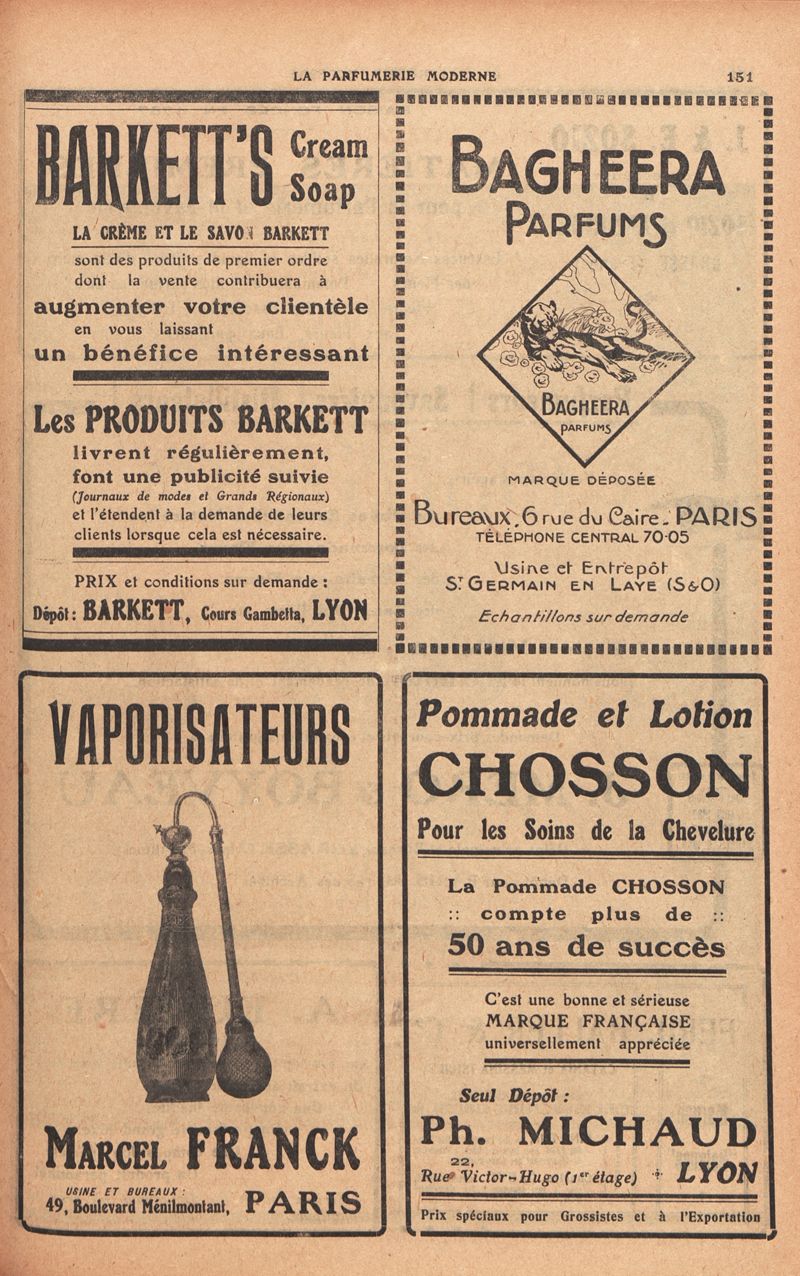 LA PARFUMERIE MODERNE
151
BARKETT'S Cream Soap
LA CRÈME ET LE SAVON BARKETT
sont des produits de premier ordre
dont la vente contribuera à
augmenter votre clientèle
en vous laissant
un bénéfice intéressant
Les PRODUITS BARKETT
livrent régulièrement,
font une publicité suivie
(Journaux de modes et Grands Régionaux)
et l'étendent à la demande de leurs
clients lorsque cela est nécessaire.
PRIX et conditions sur demande :
Dépôt : BARKETT, Cours Gambetta, LYON
BAGHEERA
PARFUMS
BAGHEERA
PARFUMS
MARQUE DÉPOSÉE
Bureaux, 6 rue du Caire - PARIS
TÉLÉPHONE CENTRAL 70-05
Usine et Entrepôt
ST GERMAIN EN LAYE (S&O)
Echantillons sur demande
VAPORISATEURS
MARCEL FRANCK
USINE ET BUREAUX :
49, Boulevard Ménilmontant, PARIS
Pommade et Lotion
CHOSSON
Pour les Soins de la Chevelure
La Pommade CHOSSON
:: compte plus de ::
50 ans de succès
C'est une bonne et sérieuse
MARQUE FRANÇAISE
universellement appréciée
Seul Dépôt :
Ph. MICHAUD
22,
Rue Victor-Hugo (1er étage) LYON
Prix spéciaux pour Grossistes et à l'Exportation